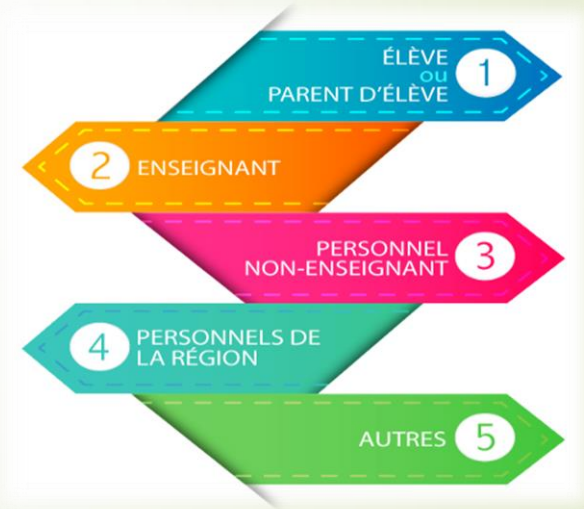 ÉLÈVE
ou
PARENT D'ÉLÈVE
1
2
ENSEIGNANT
PERSONNEL
NON-ENSEIGNANT
3
4
PERSONNELS DE
LA RÉGION
AUTRES
5